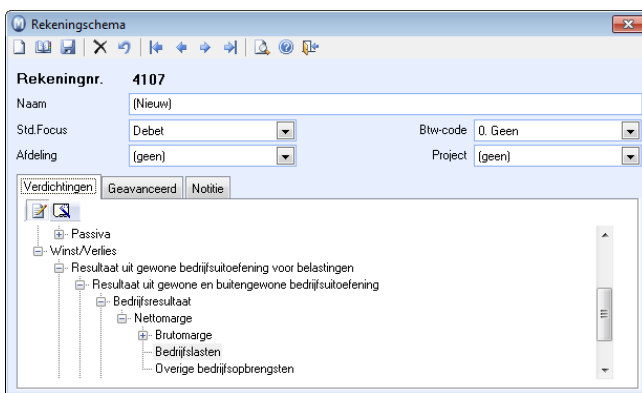 Rekeningschema
Rekeningnr. 4107
Naam (Nieuw)
Std.Focus Debet Btw-code 0. Geen
Afdeling (geen) Project (geen)
Verdichtingen Geavanceerd Notitie
Passiva
Winst/Verlies
Resultaat uit gewone bedrijfsuitoefening voor belastingen
Resultaat uit gewone en buitengewone bedrijfsuitoefening
Bedrijfsresultaat
Nettomarge
Brutomarge
Bedrijfslasten
Overige bedrijfsopbrengsten